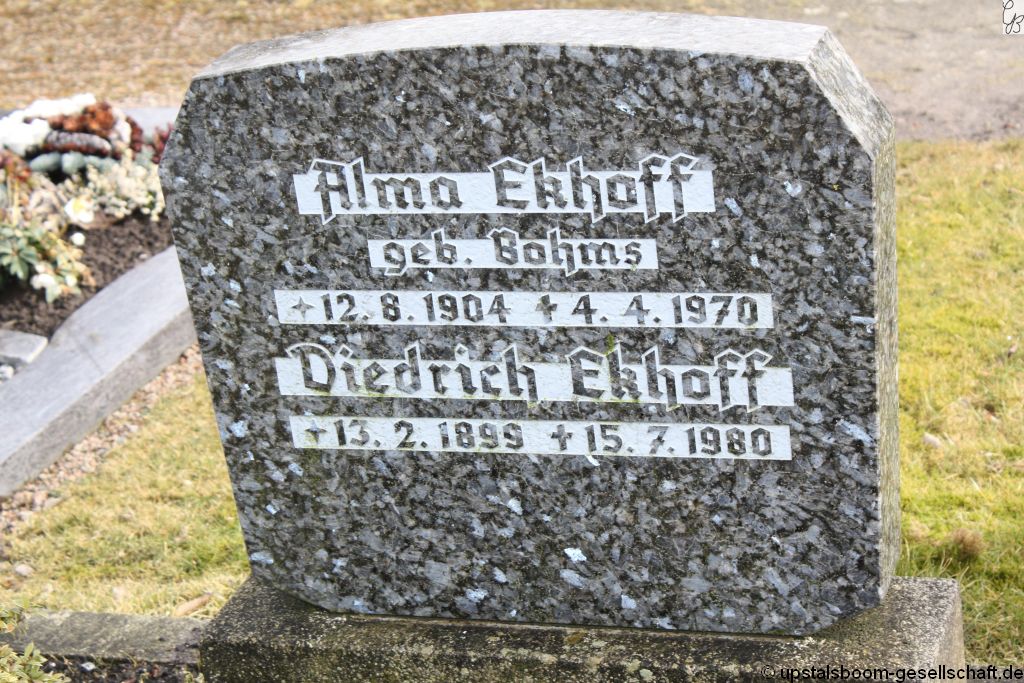 Alma Ekhoff
geb. Bohms
12. 8. 1904 4. 4. 1970
Diedrich Ekhoff
13. 2. 1899 15. 7. 1980
© upstalsboom-gesellschaft.de